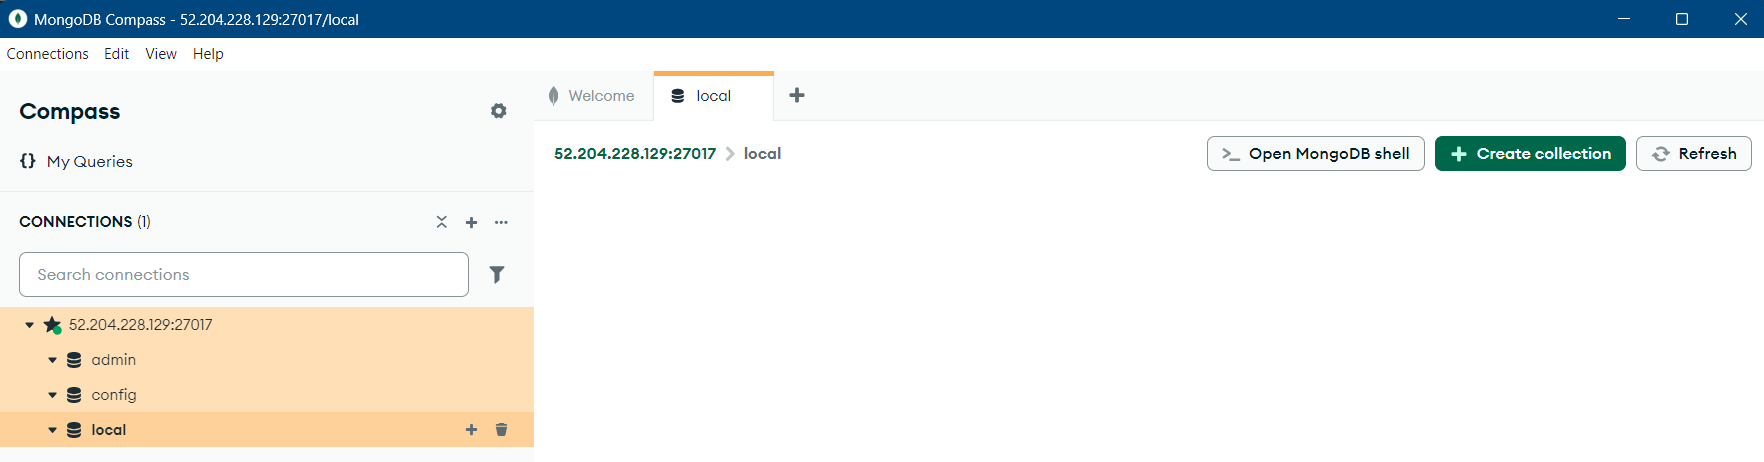 MongoDB Compass - 52.204.228.129:27017/local
Connections Edit View Help
Compass
{} My Queries
CONNECTIONS (1)
Search connections
52.204.228.129:27017
admin
config
local
Welcome
local
52.204.228.129:27017 > local
>_ Open MongoDB shell
+ Create collection
Refresh